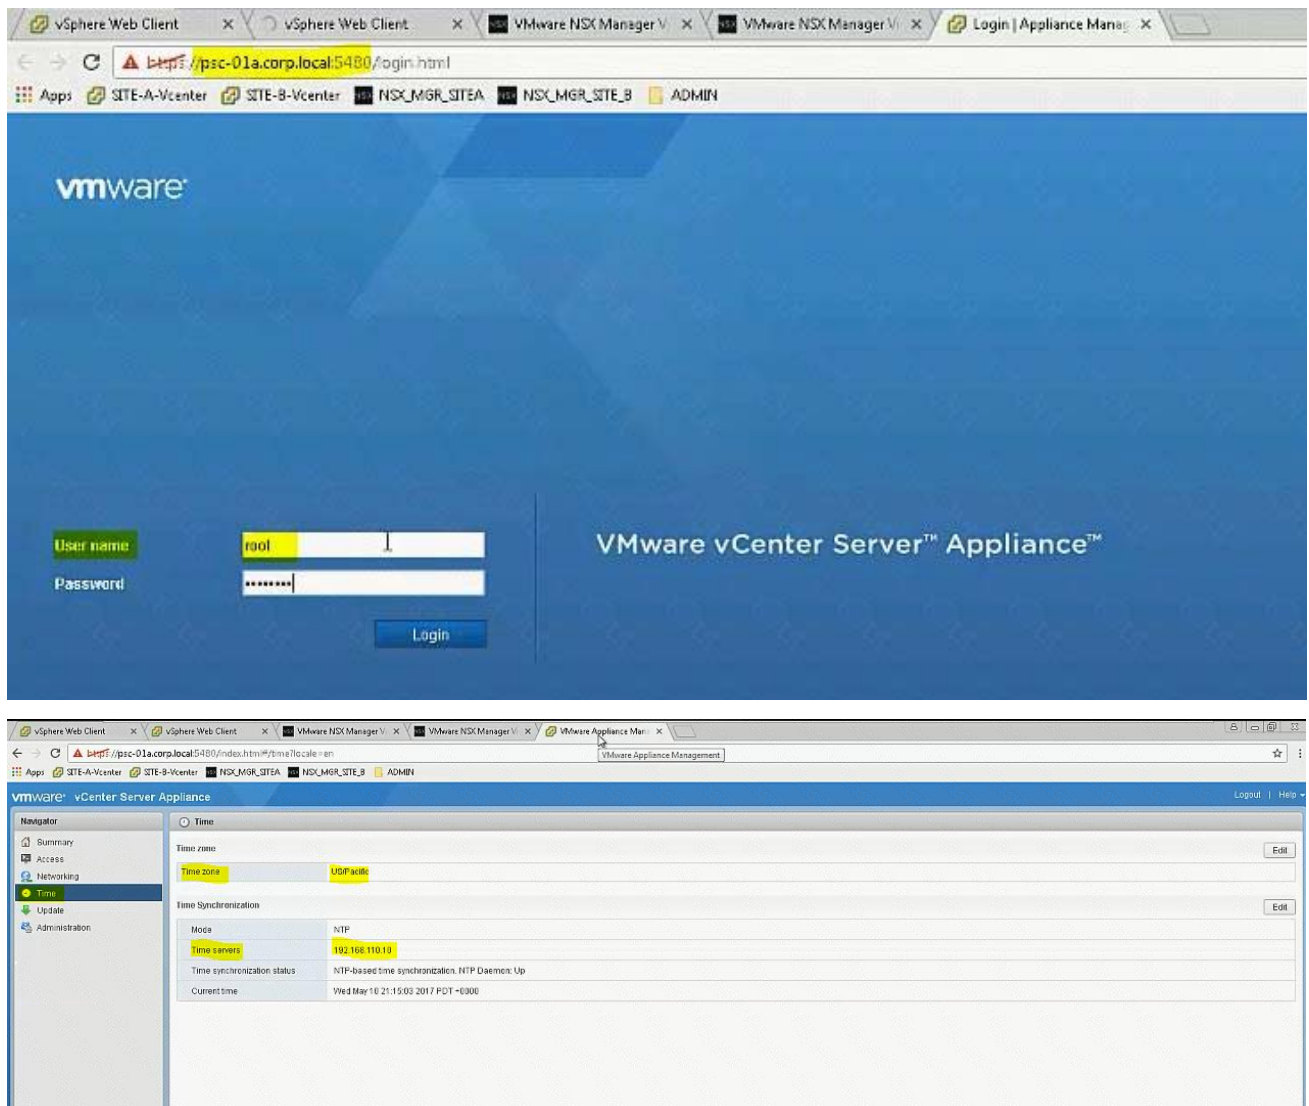 vSphere Web Client × vSphere Web Client × VMware NSX Manager V × VMware NSX Manager Vi × Login | Appliance Manag ×
https://psc-01a.corp.local:5480/login.html
Apps SITE-A-Vcenter SITE-B-Vcenter NSX_MGR_SITEA NSX_MGR_SITE_B ADMIN
vmware
User name root
Password ••••••••
Login
VMware vCenter Server™ Appliance™
vSphere Web Client × vSphere Web Client × VMware NSX Manager V × VMware NSX Manager Vi × VMware Appliance Man ×
https://psc-01a.corp.local:5480/index.html#/time?locale=en
VMware Appliance Management
Apps SITE-A-Vcenter SITE-B-Vcenter NSX_MGR_SITEA NSX_MGR_SITE_B ADMIN
vmware vCenter Server Appliance
Logout | Help
Navigator
Summary
Access
Networking
Time
Update
Administration
Time
Time zone
Edit
Time zone US/Pacific
Time Synchronization
Edit
Mode NTP
Time servers 192.168.110.10
Time synchronization status NTP-based time synchronization. NTP Daemon: Up
Current time Wed May 10 21:15:03 2017 PDT +0000